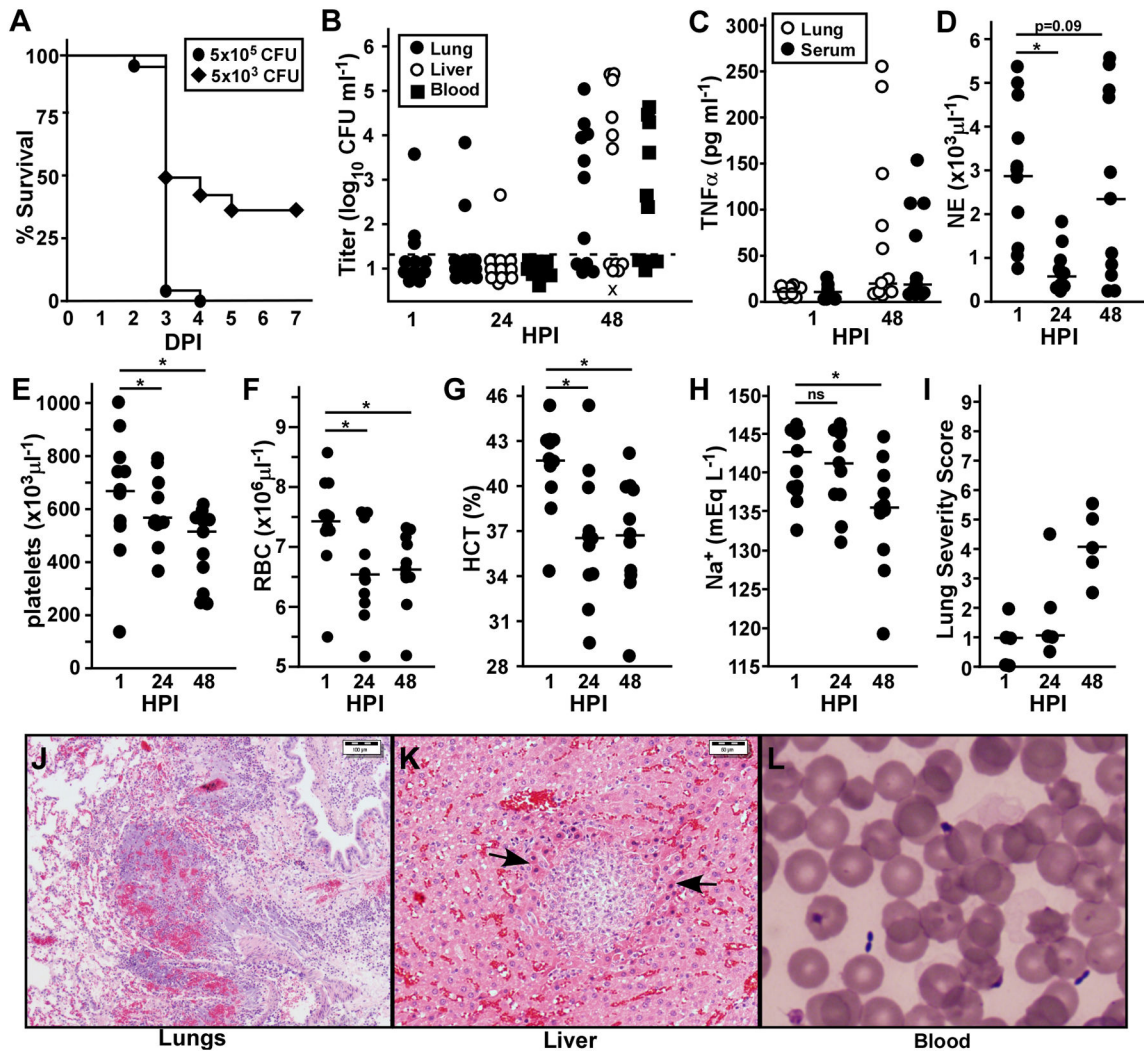 A
5x10⁵ CFU
5x10³ CFU
% Survival
100
75
50
25
0
0 1 2 3 4 5 6 7
DPI
B
Lung
Liver
Blood
Titer (log₁₀ CFU ml⁻¹)
6
5
4
3
2
1
x
1 24 48
HPI
C
Lung
Serum
TNFα (pg ml⁻¹)
300
250
200
150
100
50
0
1 48
HPI
D
p=0.09
*
NE (x10³µl⁻¹)
6
5
4
3
2
1
0
1 24 48
HPI
E
*
*
platelets (x10³µl⁻¹)
1000
800
600
400
200
0
1 24 48
HPI
F
*
*
RBC (x10⁶µl⁻¹)
9
8
7
6
5
1 24 48
HPI
G
*
*
HCT (%)
46
43
40
37
34
31
28
1 24 48
HPI
H
*
ns
Na⁺ (mEq L⁻¹)
145
140
135
130
125
120
115
1 24 48
HPI
I
Lung Severity Score
9
8
7
6
5
4
3
2
1
0
1 24 48
HPI
J
100 µm
Lungs
K
50 µm
Liver
L
Blood